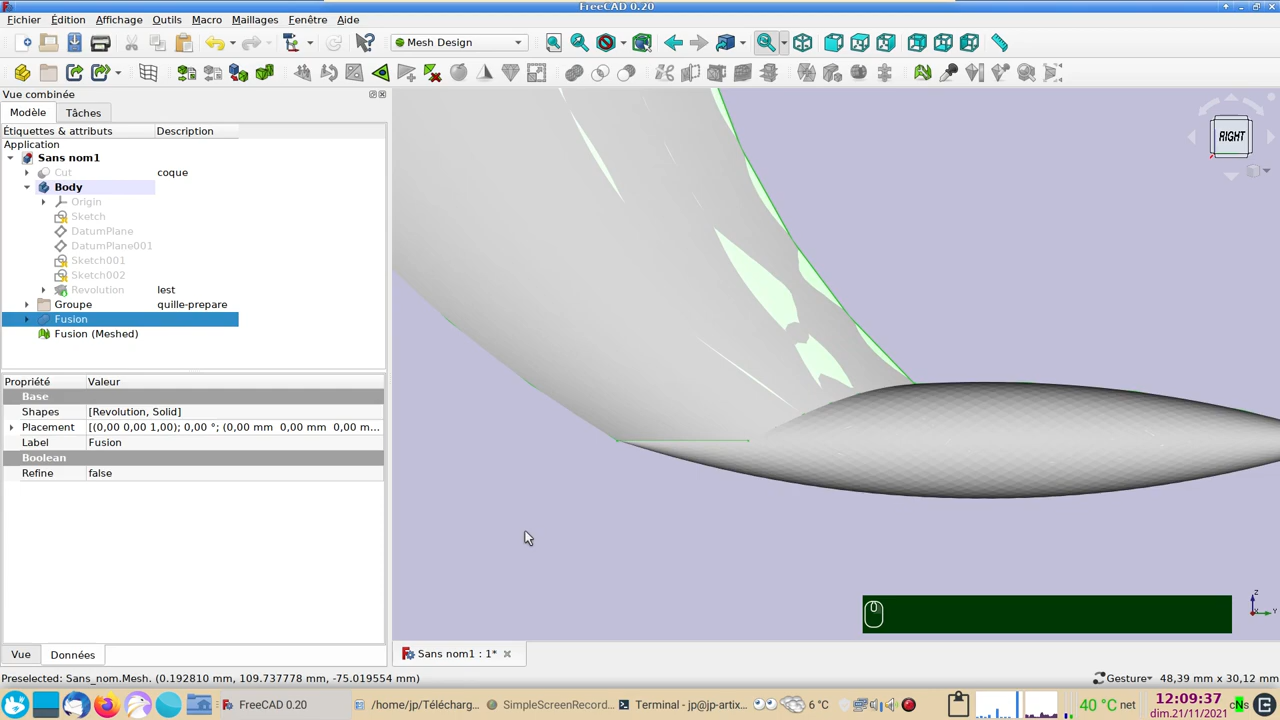 FreeCAD 0.20
Fichier Édition Affichage Outils Macro Maillages Fenêtre Aide
Mesh Design
Vue combinée
Modèle Tâches
Étiquettes & attributs Description
Application
Sans nom1
Cut coque
Body
Origin
Sketch
DatumPlane
DatumPlane001
Sketch001
Sketch002
Revolution lest
Groupe quille-prepare
Fusion
Fusion (Meshed)
RIGHT
Propriété Valeur
Base
Shapes [Revolution, Solid]
Placement [(0,00 0,00 1,00); 0,00 °; (0,00 mm 0,00 mm 0,00 m...
Label Fusion
Boolean
Refine false
0
Z
Y
Vue Données
Sans nom1 : 1*
Preselected: Sans_nom.Mesh. (0.192810 mm, 109.737778 mm, -75.019554 mm)
Gesture 48,39 mm x 30,12 mm
FreeCAD 0.20
/home/jp/Télécharg...
SimpleScreenRecord...
Terminal - jp@jp-artix...
6 °C
40 °C net
12:09:37
dim.21/11/2021
cNs